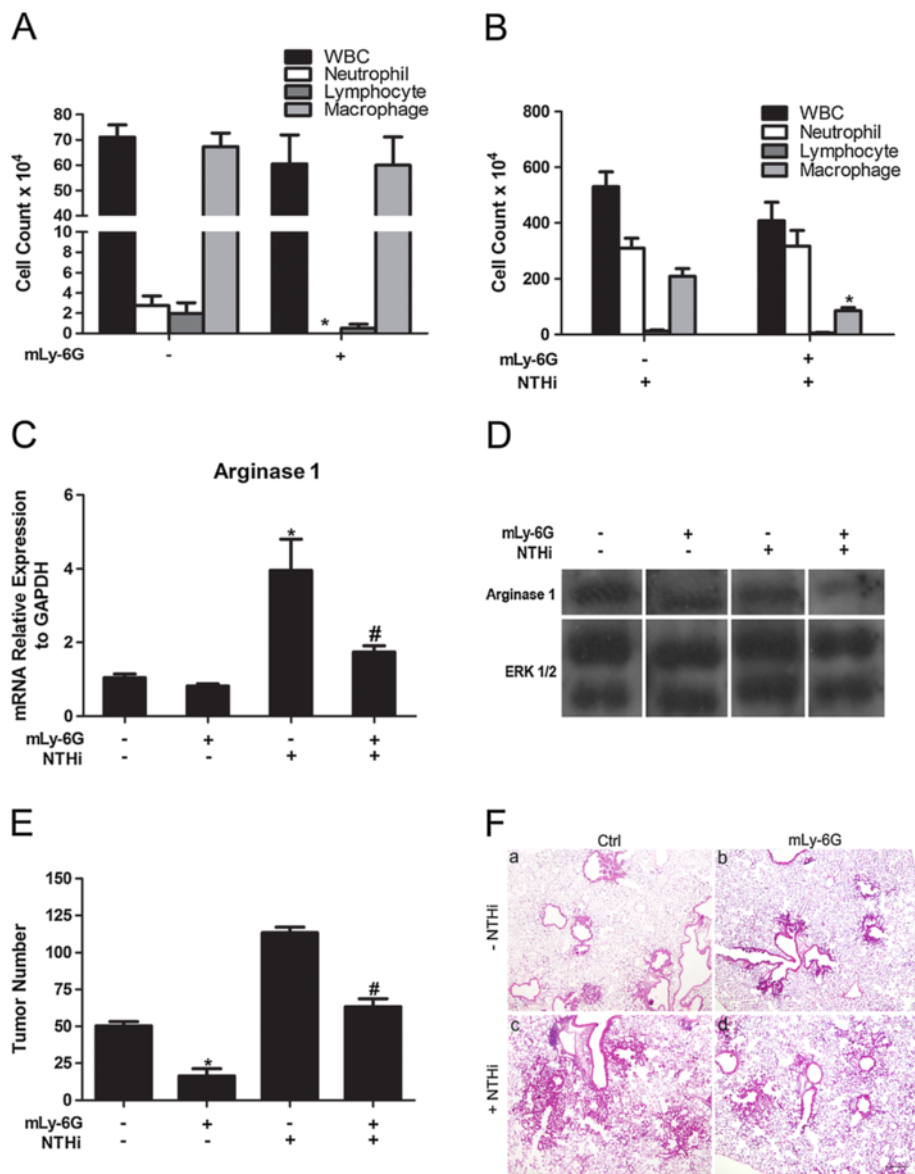 A
WBC
Neutrophil
Lymphocyte
Macrophage
Cell Count x 10⁴
80
70
60
50
40
10
8
6
4
2
0
*
mLy-6G - +
B
WBC
Neutrophil
Lymphocyte
Macrophage
Cell Count x 10⁴
800
600
400
200
0
*
mLy-6G - +
NTHi + +
C
Arginase 1
mRNA Relative Expression
to GAPDH
6
4
2
0
*
#
mLy-6G - + - +
NTHi - - + +
D
mLy-6G - + - +
NTHi - - + +
Arginase 1
ERK 1/2
E
Tumor Number
150
125
100
75
50
25
0
*
#
mLy-6G - + - +
NTHi - - + +
F
Ctrl mLy-6G
- NTHi
a b
+ NTHi
c d